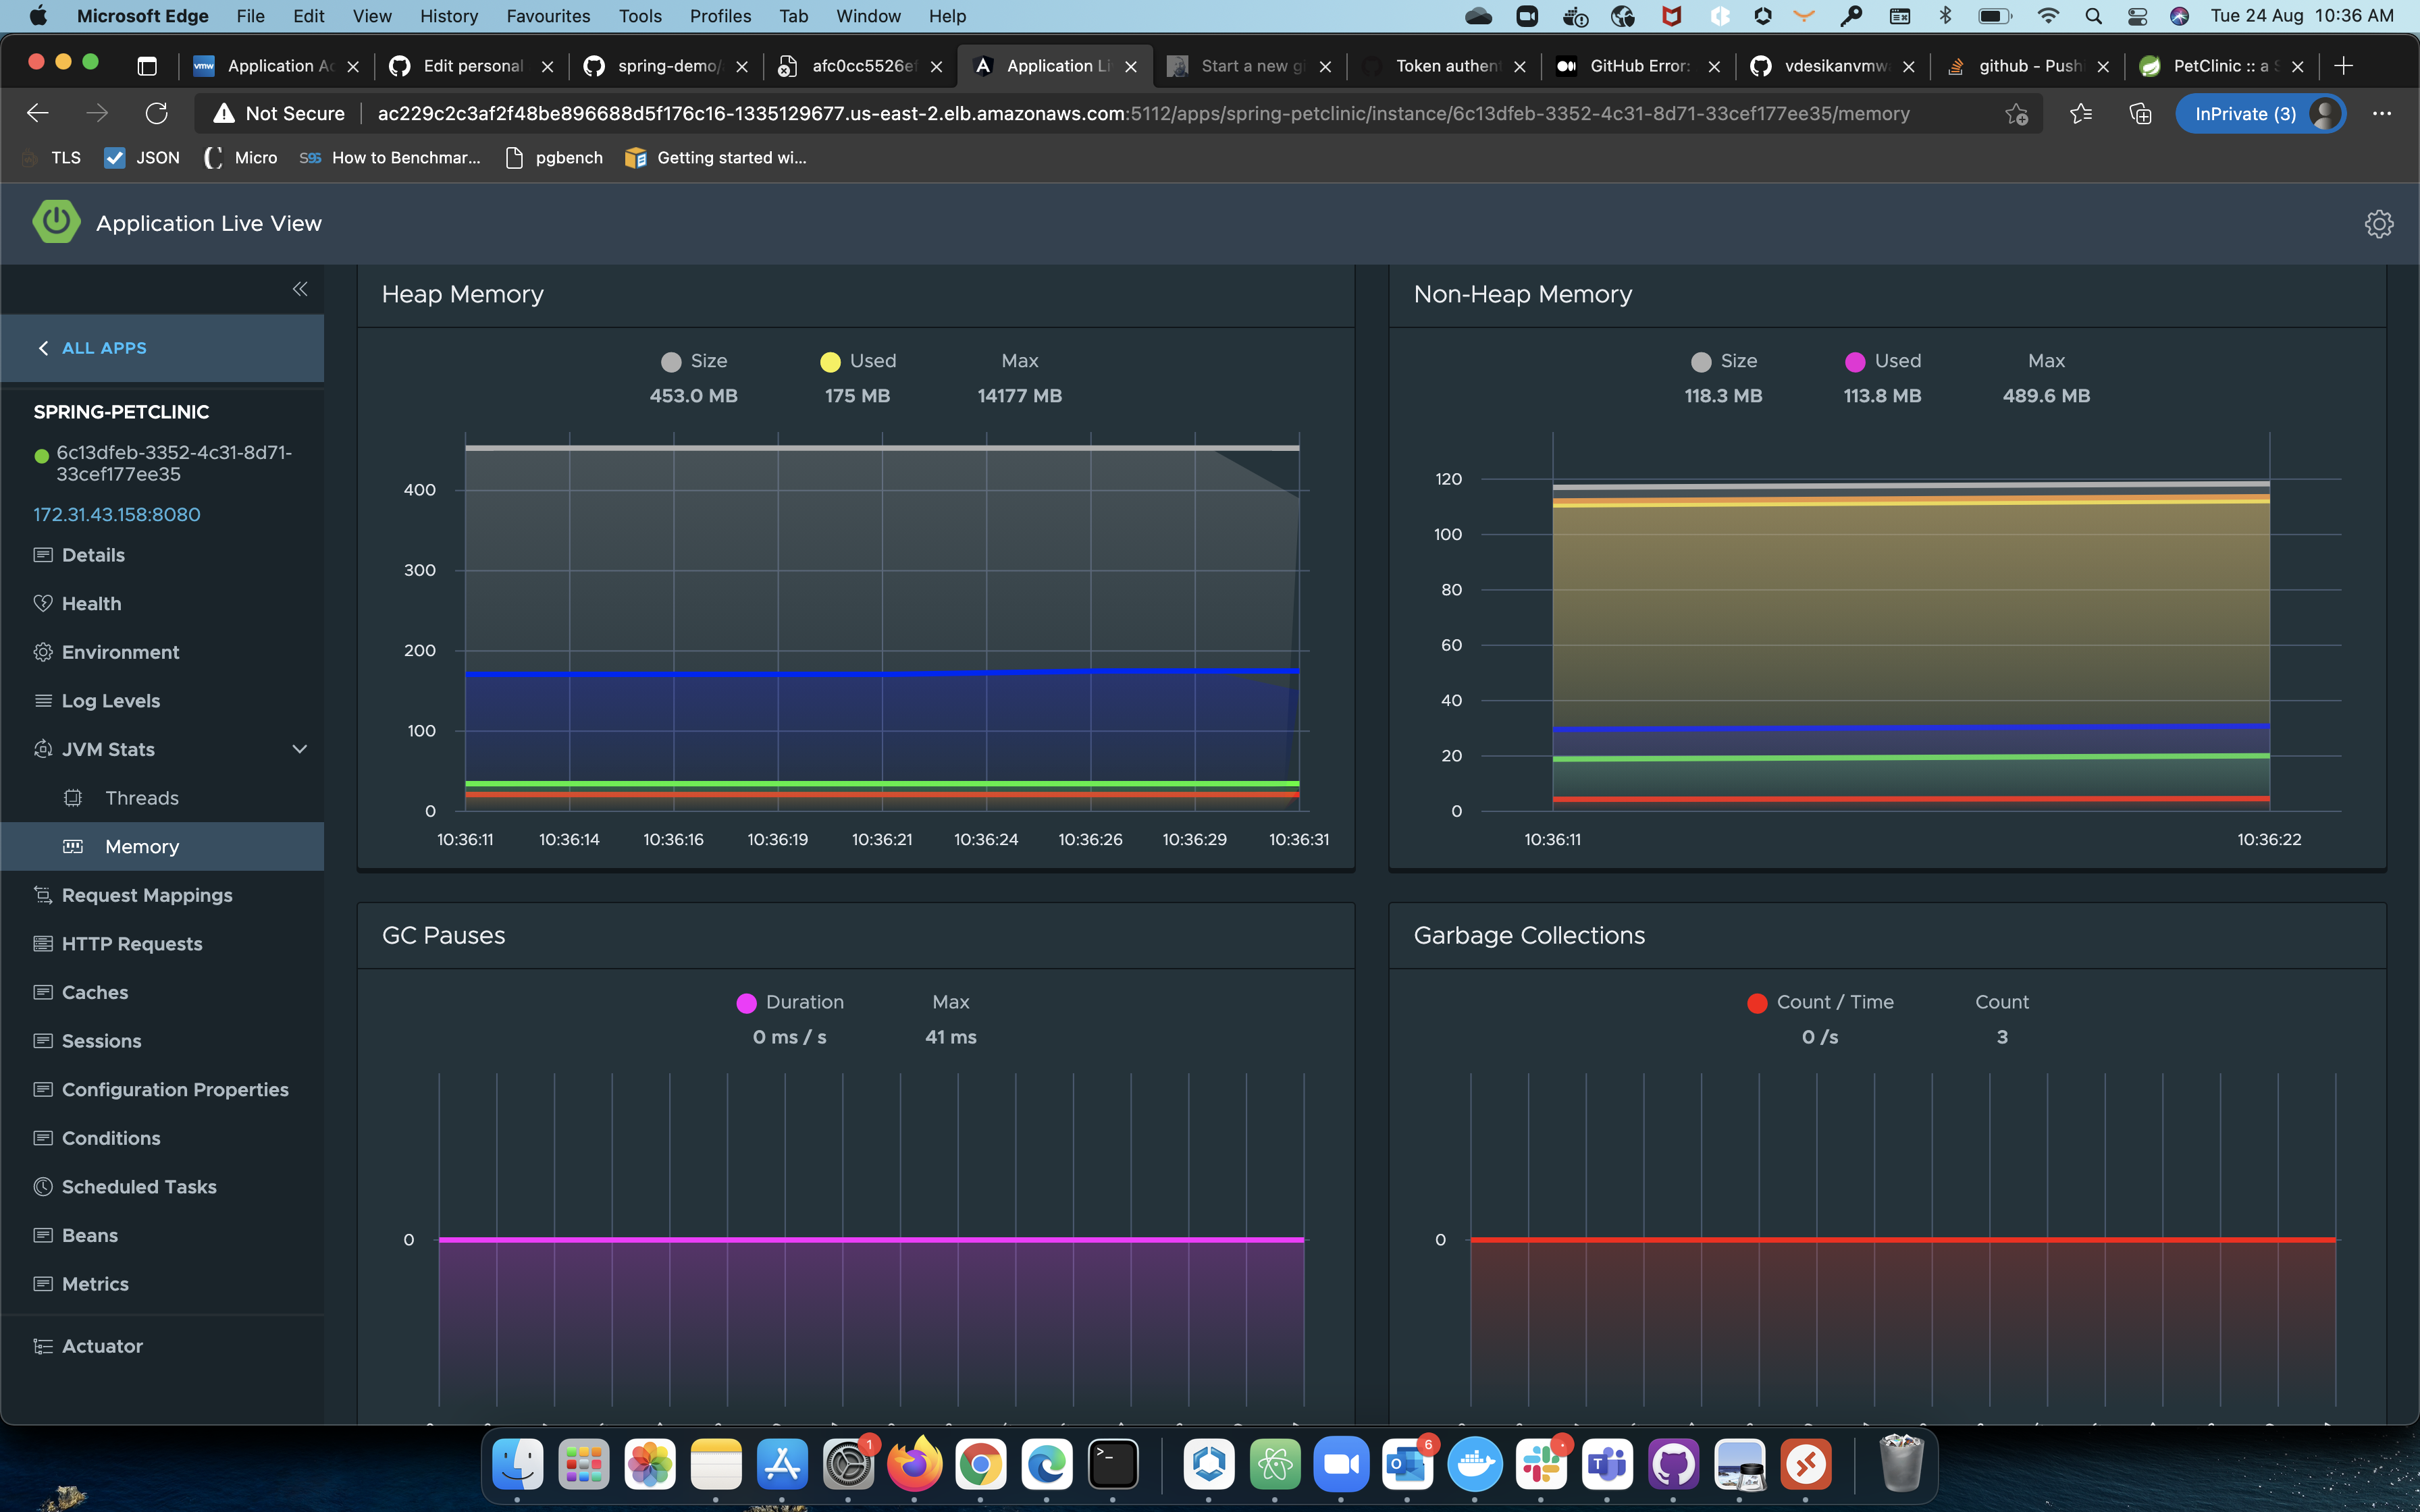 Microsoft Edge File Edit View History Favourites Tools Profiles Tab Window Help Tue 24 Aug 10:36 AM
vmw Application Ac Edit personal spring-demo/ afc0cc5526ef Application Li Start a new gi Token authent GitHub Error: vdesikanvmw github - Push PetClinic :: a S
Not Secure ac229c2c3af2f48be896688d5f176c16-1335129677.us-east-2.elb.amazonaws.com:5112/apps/spring-petclinic/instance/6c13dfeb-3352-4c31-8d71-33cef177ee35/memory InPrivate (3)
TLS JSON Micro S9S How to Benchmar... pgbench Getting started wi...
Application Live View
ALL APPS
SPRING-PETCLINIC
6c13dfeb-3352-4c31-8d71-
33cef177ee35
172.31.43.158:8080
Details
Health
Environment
Log Levels
JVM Stats
Threads
Memory
Request Mappings
HTTP Requests
Caches
Sessions
Configuration Properties
Conditions
Scheduled Tasks
Beans
Metrics
Actuator
Heap Memory
Size Used Max
453.0 MB 175 MB 14177 MB
400
300
200
100
0
10:36:11 10:36:14 10:36:16 10:36:19 10:36:21 10:36:24 10:36:26 10:36:29 10:36:31
Non-Heap Memory
Size Used Max
118.3 MB 113.8 MB 489.6 MB
120
100
80
60
40
20
0
10:36:11 10:36:22
GC Pauses
Duration Max
0 ms / s 41 ms
0
Garbage Collections
Count / Time Count
0 /s 3
0
1 6